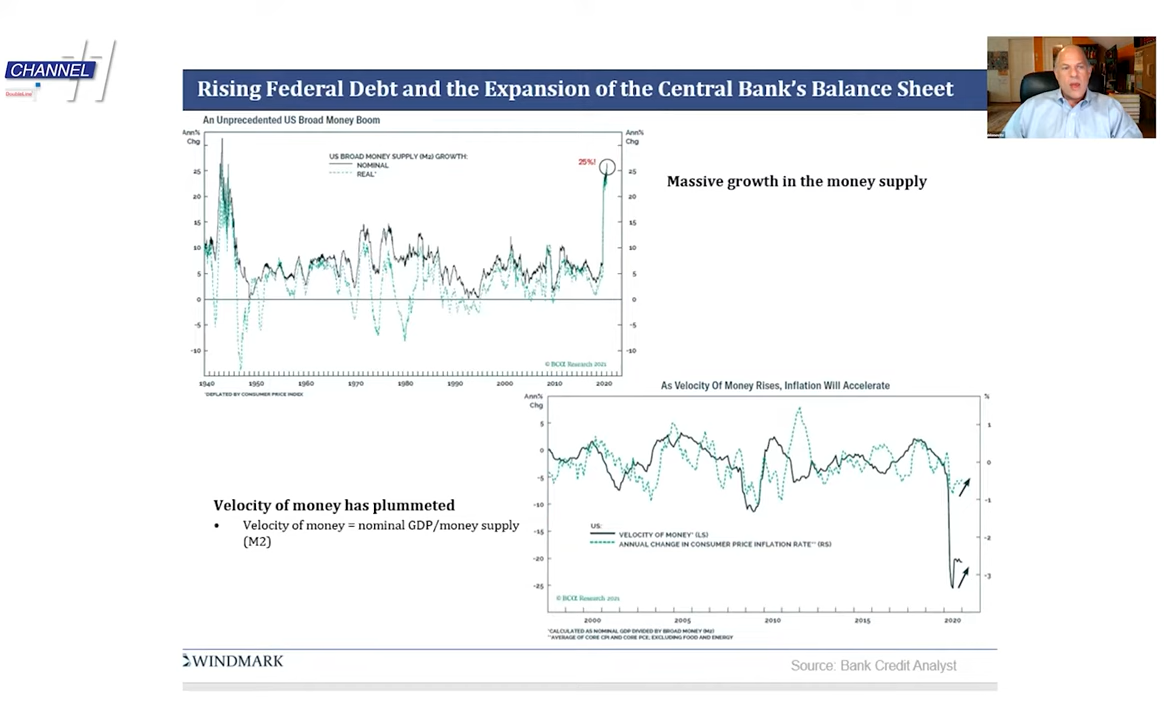 CHANNEL 11
DoubleLine
Rising Federal Debt and the Expansion of the Central Bank's Balance Sheet
An Unprecedented US Broad Money Boom
Ann% Chg
Ann% Chg
US BROAD MONEY SUPPLY (M2) GROWTH:
NOMINAL
REAL*
25%!
25
20
15
10
5
0
-5
-10
25
20
15
10
5
0
-5
-10
© BCα Research 2021
1940 1950 1960 1970 1980 1990 2000 2010 2020
*DEFLATED BY CONSUMER PRICE INDEX
Massive growth in the money supply
As Velocity Of Money Rises, Inflation Will Accelerate
Ann% Chg
%
5
0
-5
-10
-15
-20
-25
1
0
-1
-2
-3
US:
VELOCITY OF MONEY* (LS)
ANNUAL CHANGE IN CONSUMER PRICE INFLATION RATE** (RS)
© BCα Research 2021
2000 2005 2010 2015 2020
*CALCULATED AS NOMINAL GDP DIVIDED BY BROAD MONEY (M2)
**AVERAGE OF CORE CPI AND CORE PCE, EXCLUDING FOOD AND ENERGY
Velocity of money has plummeted
• Velocity of money = nominal GDP/money supply
(M2)
WINDMARK
Source: Bank Credit Analyst